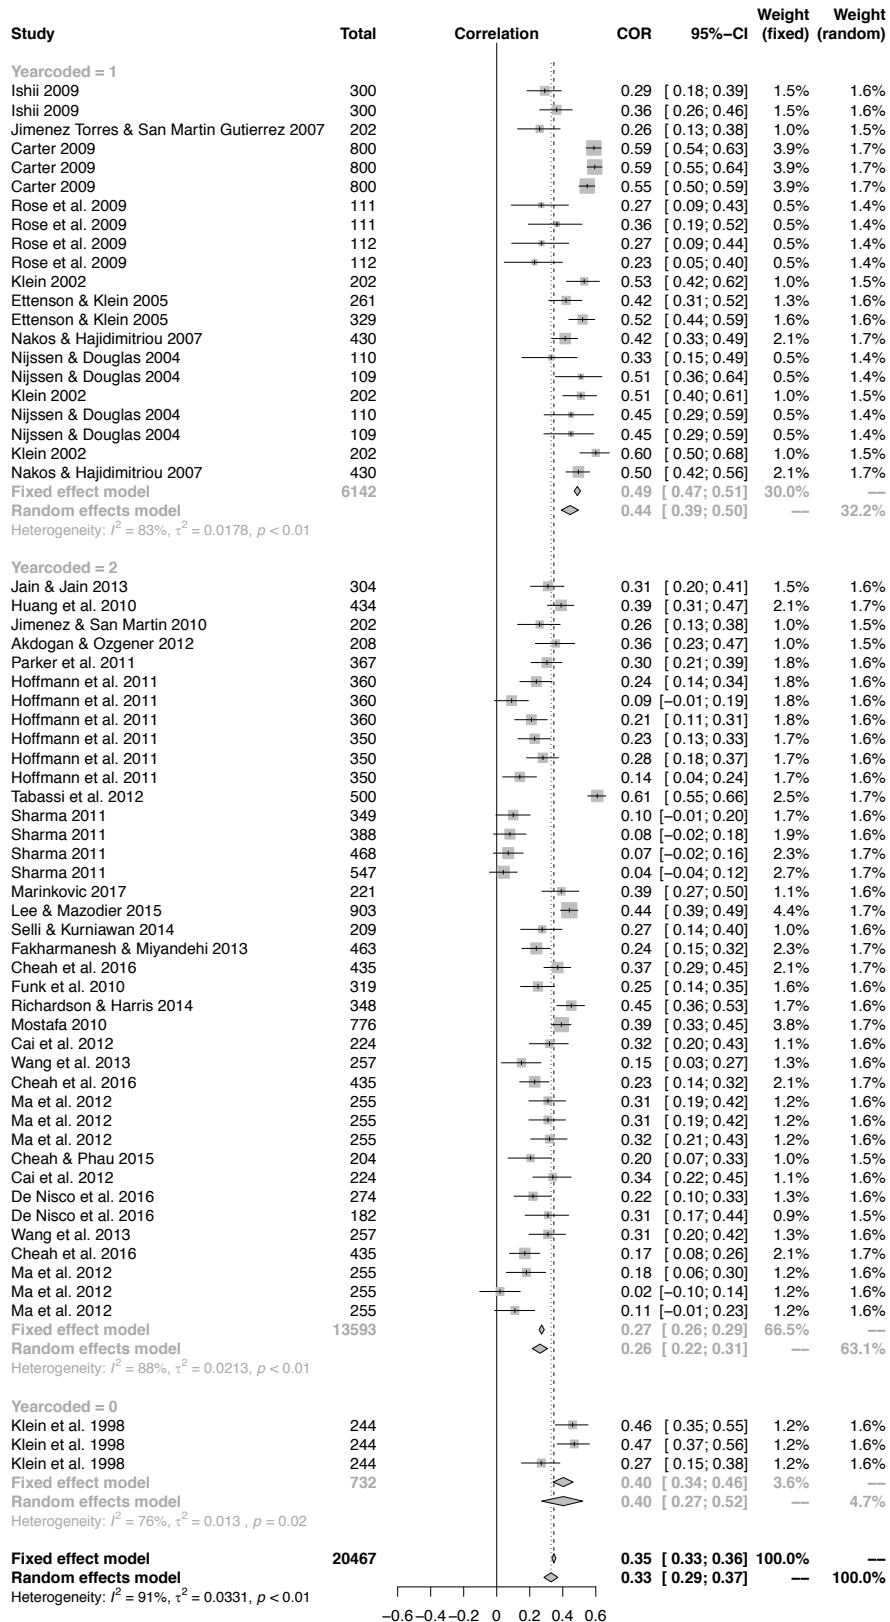 Weight Weight
Study Total Correlation COR 95%−CI (fixed) (random)
Yearcoded = 1
Ishii 2009 300 0.29 [ 0.18; 0.39] 1.5% 1.6%
Ishii 2009 300 0.36 [ 0.26; 0.46] 1.5% 1.6%
Jimenez Torres & San Martin Gutierrez 2007 202 0.26 [ 0.13; 0.38] 1.0% 1.5%
Carter 2009 800 0.59 [ 0.54; 0.63] 3.9% 1.7%
Carter 2009 800 0.59 [ 0.55; 0.64] 3.9% 1.7%
Carter 2009 800 0.55 [ 0.50; 0.59] 3.9% 1.7%
Rose et al. 2009 111 0.27 [ 0.09; 0.43] 0.5% 1.4%
Rose et al. 2009 111 0.36 [ 0.19; 0.52] 0.5% 1.4%
Rose et al. 2009 112 0.27 [ 0.09; 0.44] 0.5% 1.4%
Rose et al. 2009 112 0.23 [ 0.05; 0.40] 0.5% 1.4%
Klein 2002 202 0.53 [ 0.42; 0.62] 1.0% 1.5%
Ettenson & Klein 2005 261 0.42 [ 0.31; 0.52] 1.3% 1.6%
Ettenson & Klein 2005 329 0.52 [ 0.44; 0.59] 1.6% 1.6%
Nakos & Hajidimitriou 2007 430 0.42 [ 0.33; 0.49] 2.1% 1.7%
Nijssen & Douglas 2004 110 0.33 [ 0.15; 0.49] 0.5% 1.4%
Nijssen & Douglas 2004 109 0.51 [ 0.36; 0.64] 0.5% 1.4%
Klein 2002 202 0.51 [ 0.40; 0.61] 1.0% 1.5%
Nijssen & Douglas 2004 110 0.45 [ 0.29; 0.59] 0.5% 1.4%
Nijssen & Douglas 2004 109 0.45 [ 0.29; 0.59] 0.5% 1.4%
Klein 2002 202 0.60 [ 0.50; 0.68] 1.0% 1.5%
Nakos & Hajidimitriou 2007 430 0.50 [ 0.42; 0.56] 2.1% 1.7%
Fixed effect model 6142 0.49 [ 0.47; 0.51] 30.0% −−
Random effects model 0.44 [ 0.39; 0.50] −− 32.2%
Heterogeneity: I² = 83%, τ² = 0.0178, p < 0.01
Yearcoded = 2
Jain & Jain 2013 304 0.31 [ 0.20; 0.41] 1.5% 1.6%
Huang et al. 2010 434 0.39 [ 0.31; 0.47] 2.1% 1.7%
Jimenez & San Martin 2010 202 0.26 [ 0.13; 0.38] 1.0% 1.5%
Akdogan & Ozgener 2012 208 0.36 [ 0.23; 0.47] 1.0% 1.5%
Parker et al. 2011 367 0.30 [ 0.21; 0.39] 1.8% 1.6%
Hoffmann et al. 2011 360 0.24 [ 0.14; 0.34] 1.8% 1.6%
Hoffmann et al. 2011 360 0.09 [−0.01; 0.19] 1.8% 1.6%
Hoffmann et al. 2011 360 0.21 [ 0.11; 0.31] 1.8% 1.6%
Hoffmann et al. 2011 350 0.23 [ 0.13; 0.33] 1.7% 1.6%
Hoffmann et al. 2011 350 0.28 [ 0.18; 0.37] 1.7% 1.6%
Hoffmann et al. 2011 350 0.14 [ 0.04; 0.24] 1.7% 1.6%
Tabassi et al. 2012 500 0.61 [ 0.55; 0.66] 2.5% 1.7%
Sharma 2011 349 0.10 [−0.01; 0.20] 1.7% 1.6%
Sharma 2011 388 0.08 [−0.02; 0.18] 1.9% 1.6%
Sharma 2011 468 0.07 [−0.02; 0.16] 2.3% 1.7%
Sharma 2011 547 0.04 [−0.04; 0.12] 2.7% 1.7%
Marinkovic 2017 221 0.39 [ 0.27; 0.50] 1.1% 1.6%
Lee & Mazodier 2015 903 0.44 [ 0.39; 0.49] 4.4% 1.7%
Selli & Kurniawan 2014 209 0.27 [ 0.14; 0.40] 1.0% 1.6%
Fakharmanesh & Miyandehi 2013 463 0.24 [ 0.15; 0.32] 2.3% 1.7%
Cheah et al. 2016 435 0.37 [ 0.29; 0.45] 2.1% 1.7%
Funk et al. 2010 319 0.25 [ 0.14; 0.35] 1.6% 1.6%
Richardson & Harris 2014 348 0.45 [ 0.36; 0.53] 1.7% 1.6%
Mostafa 2010 776 0.39 [ 0.33; 0.45] 3.8% 1.7%
Cai et al. 2012 224 0.32 [ 0.20; 0.43] 1.1% 1.6%
Wang et al. 2013 257 0.15 [ 0.03; 0.27] 1.3% 1.6%
Cheah et al. 2016 435 0.23 [ 0.14; 0.32] 2.1% 1.7%
Ma et al. 2012 255 0.31 [ 0.19; 0.42] 1.2% 1.6%
Ma et al. 2012 255 0.31 [ 0.19; 0.42] 1.2% 1.6%
Ma et al. 2012 255 0.32 [ 0.21; 0.43] 1.2% 1.6%
Cheah & Phau 2015 204 0.20 [ 0.07; 0.33] 1.0% 1.5%
Cai et al. 2012 224 0.34 [ 0.22; 0.45] 1.1% 1.6%
De Nisco et al. 2016 274 0.22 [ 0.10; 0.33] 1.3% 1.6%
De Nisco et al. 2016 182 0.31 [ 0.17; 0.44] 0.9% 1.5%
Wang et al. 2013 257 0.31 [ 0.20; 0.42] 1.3% 1.6%
Cheah et al. 2016 435 0.17 [ 0.08; 0.26] 2.1% 1.7%
Ma et al. 2012 255 0.18 [ 0.06; 0.30] 1.2% 1.6%
Ma et al. 2012 255 0.02 [−0.10; 0.14] 1.2% 1.6%
Ma et al. 2012 255 0.11 [−0.01; 0.23] 1.2% 1.6%
Fixed effect model 13593 0.27 [ 0.26; 0.29] 66.5% −−
Random effects model 0.26 [ 0.22; 0.31] −− 63.1%
Heterogeneity: I² = 88%, τ² = 0.0213, p < 0.01
Yearcoded = 0
Klein et al. 1998 244 0.46 [ 0.35; 0.55] 1.2% 1.6%
Klein et al. 1998 244 0.47 [ 0.37; 0.56] 1.2% 1.6%
Klein et al. 1998 244 0.27 [ 0.15; 0.38] 1.2% 1.6%
Fixed effect model 732 0.40 [ 0.34; 0.46] 3.6% −−
Random effects model 0.40 [ 0.27; 0.52] −− 4.7%
Heterogeneity: I² = 76%, τ² = 0.013 , p = 0.02
Fixed effect model 20467 0.35 [ 0.33; 0.36] 100.0% −−
Random effects model 0.33 [ 0.29; 0.37] −− 100.0%
Heterogeneity: I² = 91%, τ² = 0.0331, p < 0.01
−0.6 −0.4 −0.2 0 0.2 0.4 0.6